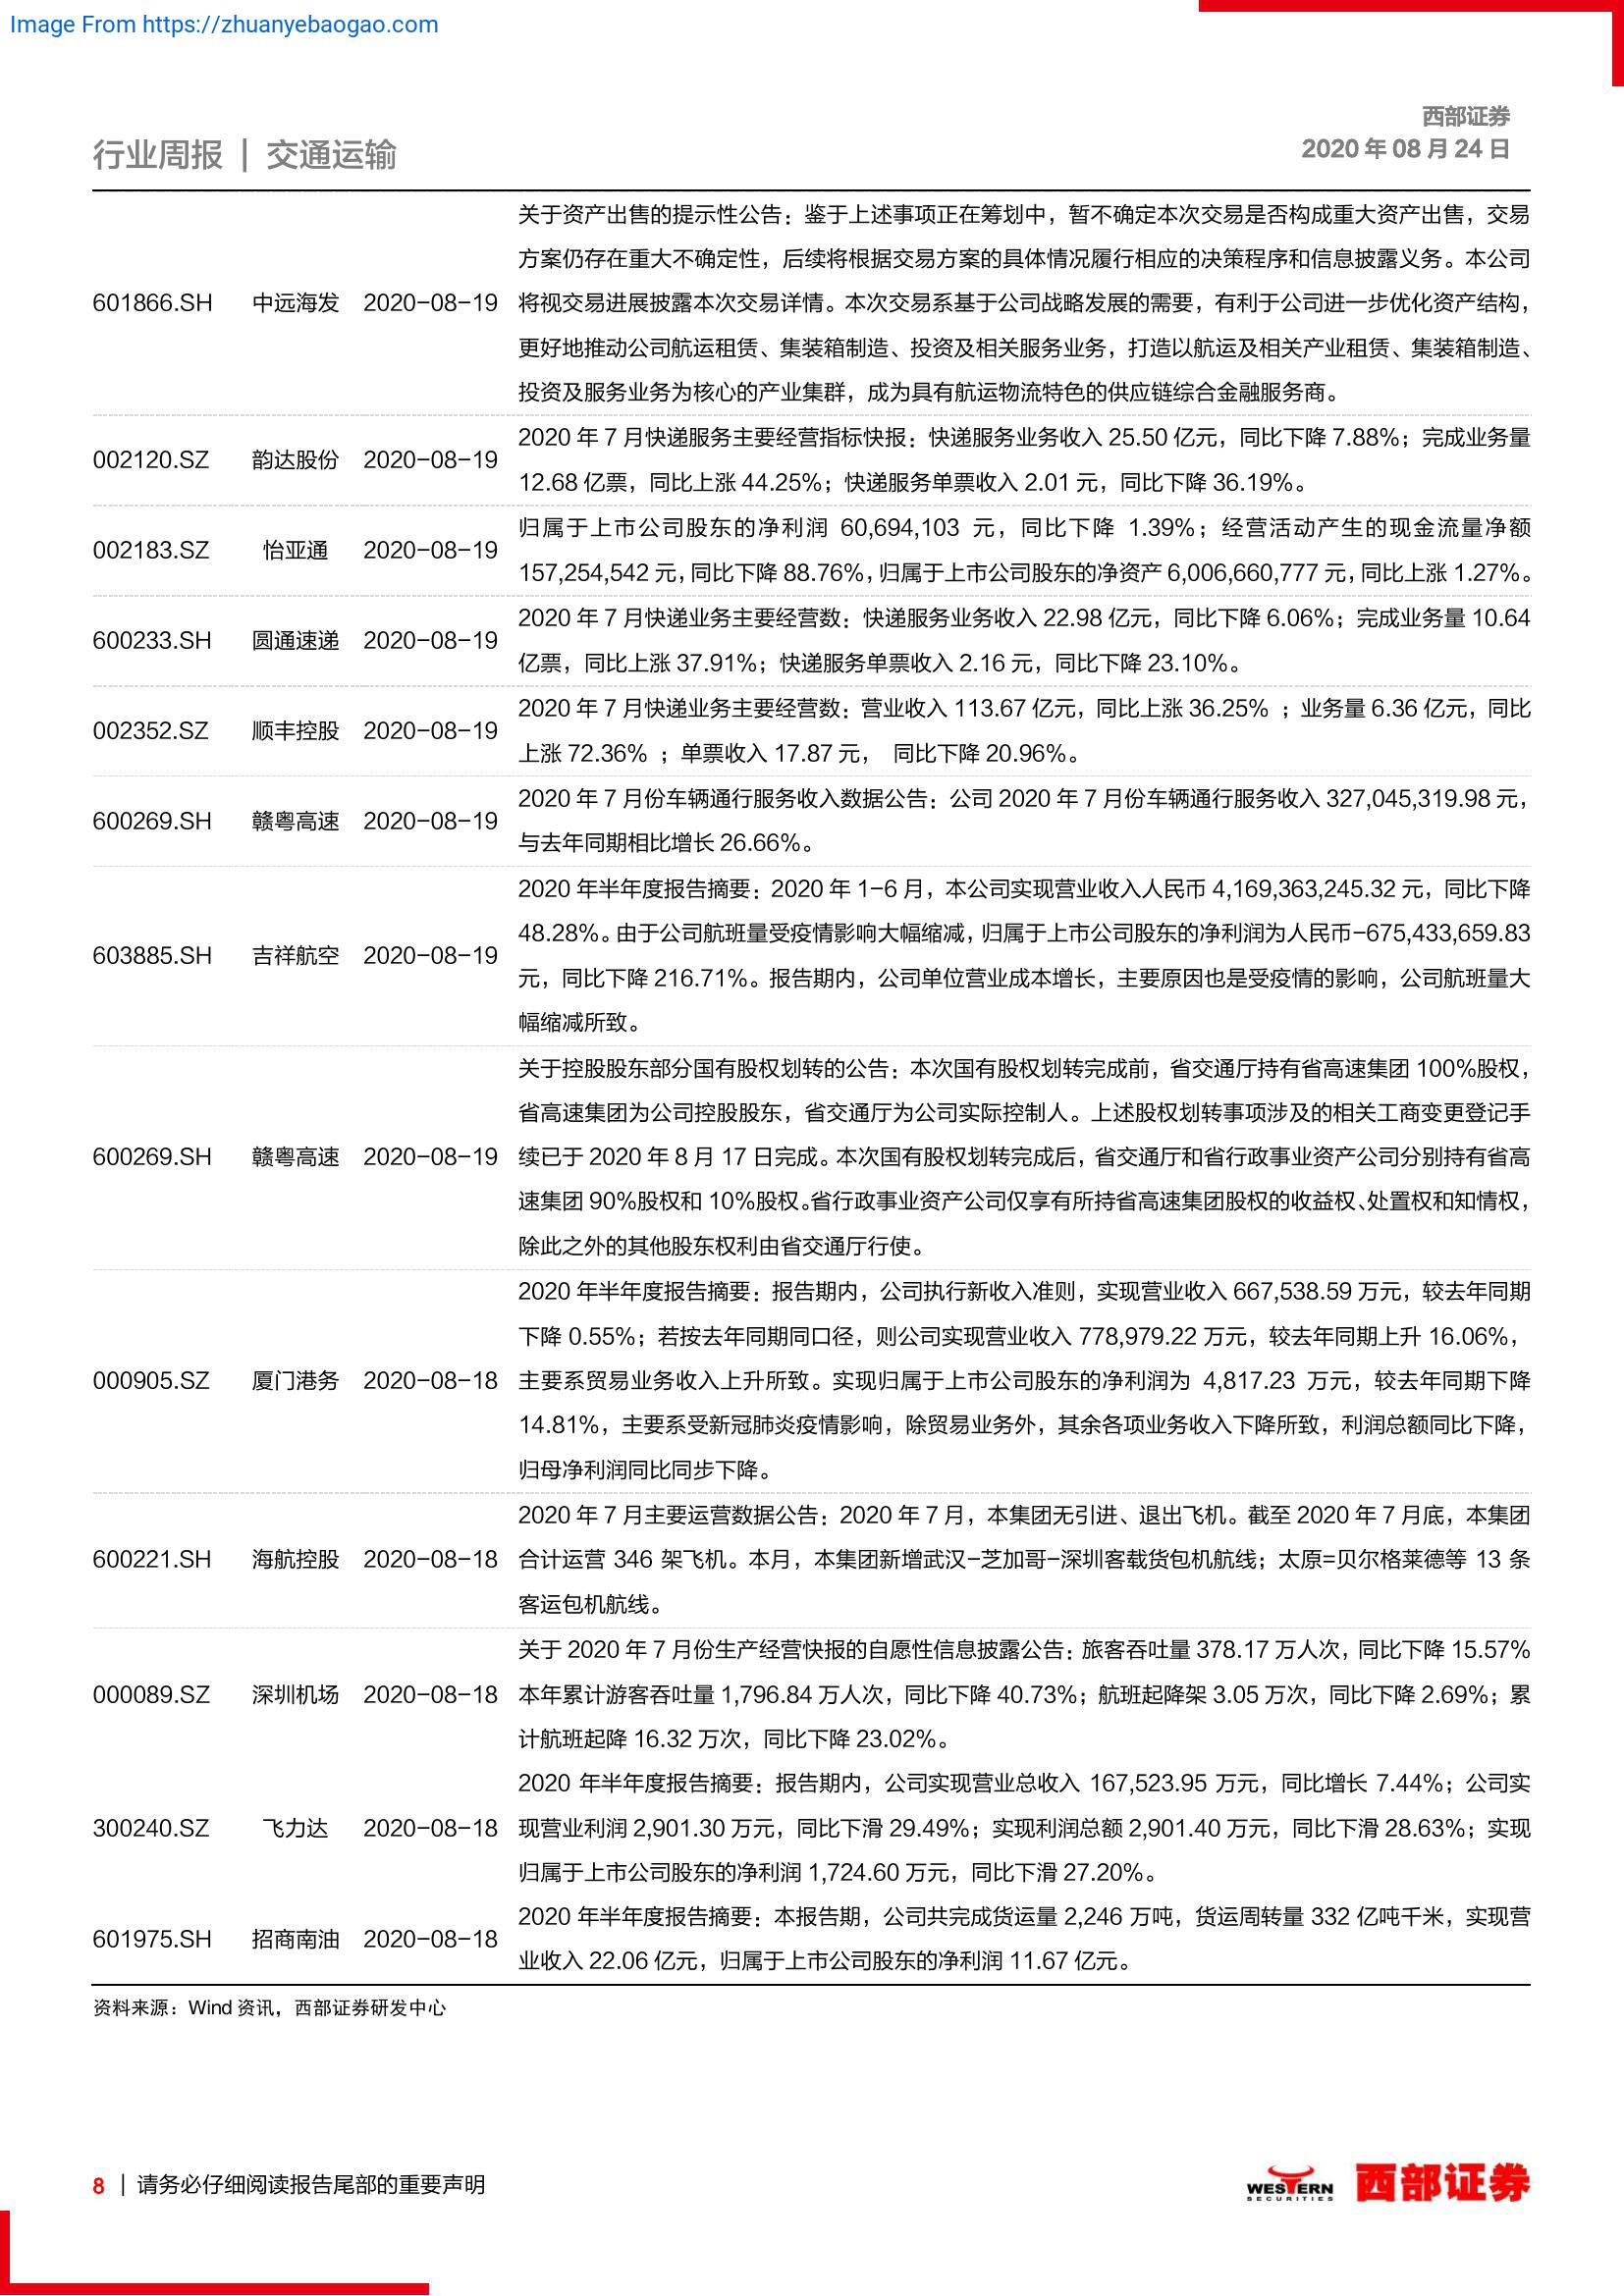 Image From https://zhuanyebaogao.com
西部证券
行业周报 | 交通运输
2020 年 08 月 24 日
关于资产出售的提示性公告：鉴于上述事项正在筹划中，暂不确定本次交易是否构成重大资产出售，交易
方案仍存在重大不确定性，后续将根据交易方案的具体情况履行相应的决策程序和信息披露义务。本公司
601866.SH 中远海发 2020-08-19 将视交易进展披露本次交易详情。本次交易系基于公司战略发展的需要，有利于公司进一步优化资产结构，
更好地推动公司航运租赁、集装箱制造、投资及相关服务业务，打造以航运及相关产业租赁、集装箱制造、
投资及服务业务为核心的产业集群，成为具有航运物流特色的供应链综合金融服务商。
002120.SZ 韵达股份 2020-08-19 2020 年 7 月快递服务主要经营指标快报：快递服务业务收入 25.50 亿元，同比下降 7.88%；完成业务量
12.68 亿票，同比上涨 44.25%；快递服务单票收入 2.01 元，同比下降 36.19%。
002183.SZ 怡亚通 2020-08-19 归属于上市公司股东的净利润 60,694,103 元，同比下降 1.39%；经营活动产生的现金流量净额
157,254,542 元，同比下降 88.76%，归属于上市公司股东的净资产 6,006,660,777 元，同比上涨 1.27%。
600233.SH 圆通速递 2020-08-19 2020 年 7 月快递业务主要经营数：快递服务业务收入 22.98 亿元，同比下降 6.06%；完成业务量 10.64
亿票，同比上涨 37.91%；快递服务单票收入 2.16 元，同比下降 23.10%。
002352.SZ 顺丰控股 2020-08-19 2020 年 7 月快递业务主要经营数：营业收入 113.67 亿元，同比上涨 36.25% ；业务量 6.36 亿元，同比
上涨 72.36% ；单票收入 17.87 元， 同比下降 20.96%。
600269.SH 赣粤高速 2020-08-19 2020 年 7 月份车辆通行服务收入数据公告：公司 2020 年 7 月份车辆通行服务收入 327,045,319.98 元，
与去年同期相比增长 26.66%。
2020 年半年度报告摘要：2020 年 1-6 月，本公司实现营业收入人民币 4,169,363,245.32 元，同比下降
603885.SH 吉祥航空 2020-08-19 48.28%。由于公司航班量受疫情影响大幅缩减，归属于上市公司股东的净利润为人民币-675,433,659.83
元，同比下降 216.71%。报告期内，公司单位营业成本增长，主要原因也是受疫情的影响，公司航班量大
幅缩减所致。
关于控股股东部分国有股权划转的公告：本次国有股权划转完成前，省交通厅持有省高速集团 100%股权，
省高速集团为公司控股股东，省交通厅为公司实际控制人。上述股权划转事项涉及的相关工商变更登记手
600269.SH 赣粤高速 2020-08-19 续已于 2020 年 8 月 17 日完成。本次国有股权划转完成后，省交通厅和省行政事业资产公司分别持有省高
速集团 90%股权和 10%股权。省行政事业资产公司仅享有所持省高速集团股权的收益权、处置权和知情权，
除此之外的其他股东权利由省交通厅行使。
2020 年半年度报告摘要：报告期内，公司执行新收入准则，实现营业收入 667,538.59 万元，较去年同期
下降 0.55%；若按去年同期同口径，则公司实现营业收入 778,979.22 万元，较去年同期上升 16.06%，
000905.SZ 厦门港务 2020-08-18 主要系贸易业务收入上升所致。实现归属于上市公司股东的净利润为 4,817.23 万元，较去年同期下降
14.81%，主要系受新冠肺炎疫情影响，除贸易业务外，其余各项业务收入下降所致，利润总额同比下降，
归母净利润同比同步下降。
2020 年 7 月主要运营数据公告：2020 年 7 月，本集团无引进、退出飞机。截至 2020 年 7 月底，本集团
600221.SH 海航控股 2020-08-18 合计运营 346 架飞机。本月，本集团新增武汉-芝加哥-深圳客载货包机航线；太原=贝尔格莱德等 13 条
客运包机航线。
关于 2020 年 7 月份生产经营快报的自愿性信息披露公告：旅客吞吐量 378.17 万人次，同比下降 15.57%
000089.SZ 深圳机场 2020-08-18 本年累计游客吞吐量 1,796.84 万人次，同比下降 40.73%；航班起降架 3.05 万次，同比下降 2.69%；累
计航班起降 16.32 万次，同比下降 23.02%。
2020 年半年度报告摘要：报告期内，公司实现营业总收入 167,523.95 万元，同比增长 7.44%；公司实
300240.SZ 飞力达 2020-08-18 现营业利润 2,901.30 万元，同比下滑 29.49%；实现利润总额 2,901.40 万元，同比下滑 28.63%；实现
归属于上市公司股东的净利润 1,724.60 万元，同比下滑 27.20%。
601975.SH 招商南油 2020-08-18 2020 年半年度报告摘要：本报告期，公司共完成货运量 2,246 万吨，货运周转量 332 亿吨千米，实现营
业收入 22.06 亿元，归属于上市公司股东的净利润 11.67 亿元。
资料来源：Wind 资讯，西部证券研发中心
8 | 请务必仔细阅读报告尾部的重要声明
WESTERN
SECURITIES
西部证券